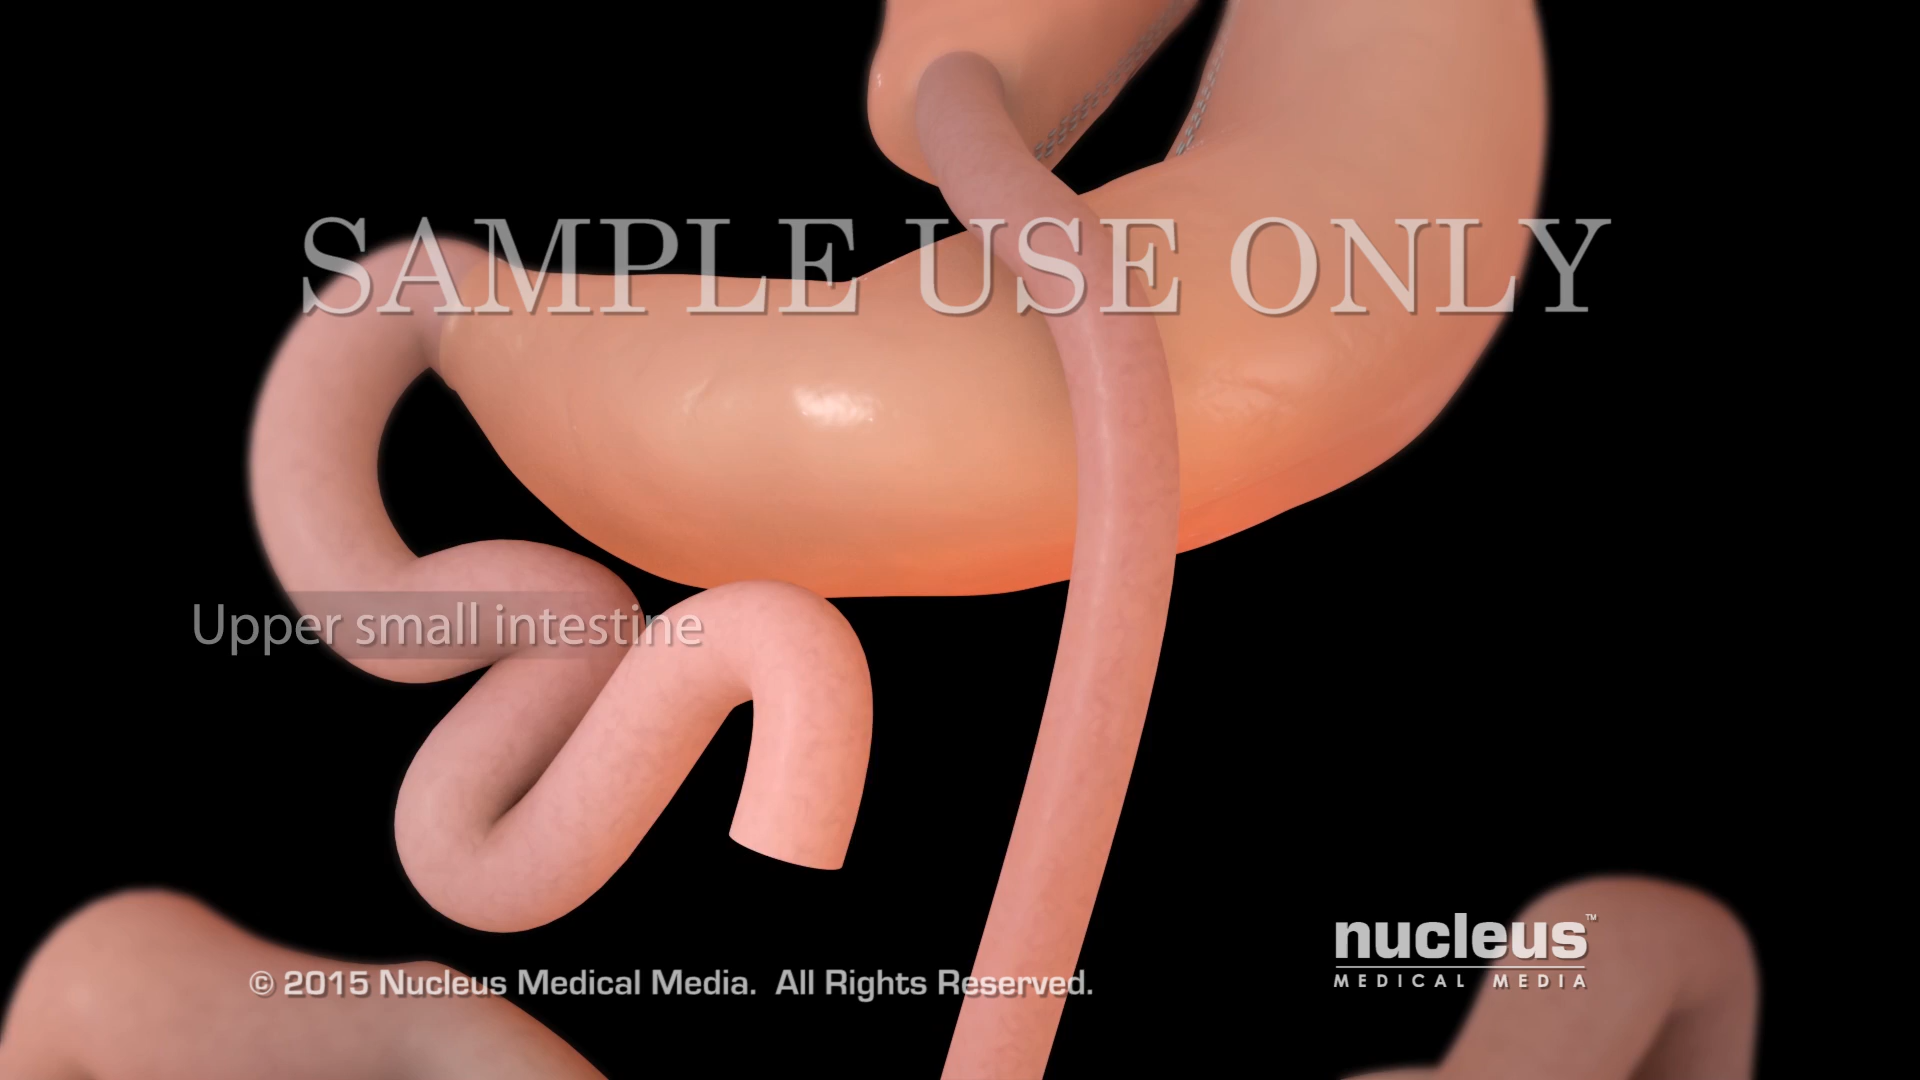 SAMPLE USE ONLY
Upper small intestine
nucleus™
MEDICAL MEDIA
© 2015 Nucleus Medical Media. All Rights Reserved.